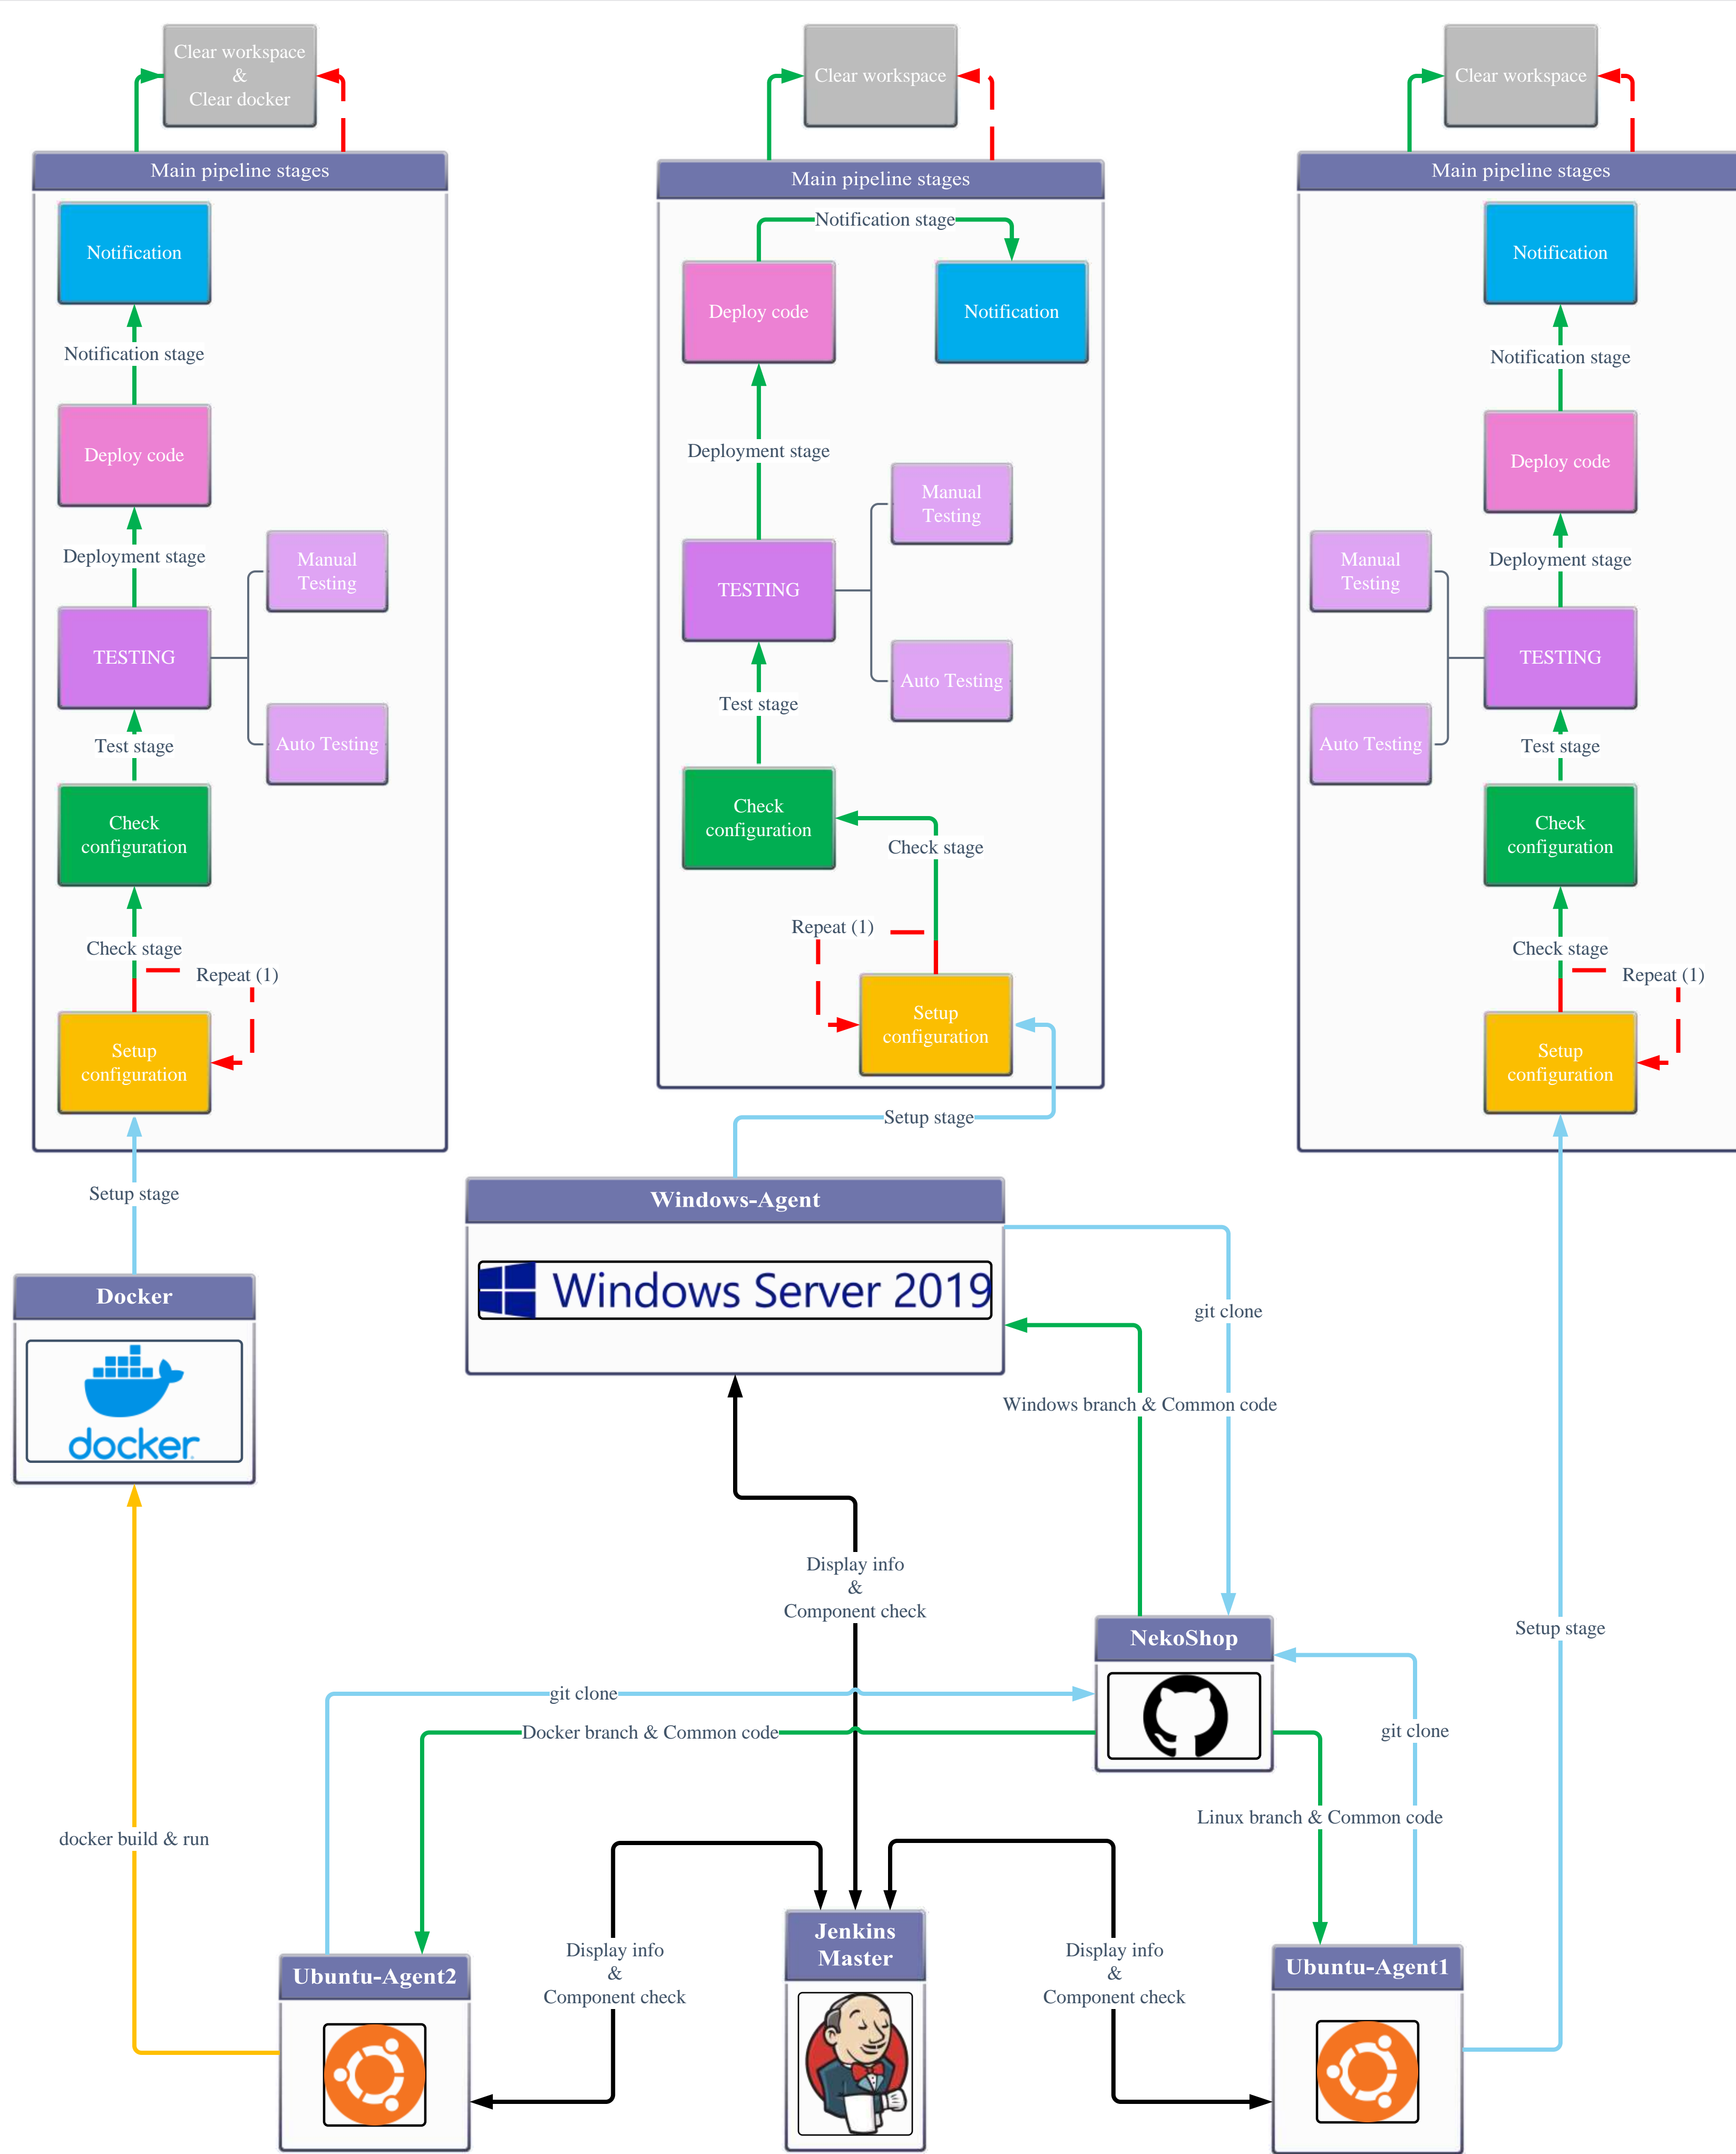 Clear workspace
&
Clear docker
Clear workspace
Clear workspace
Main pipeline stages
Notification
Notification stage
Deploy code
Deployment stage
Manual
Testing
TESTING
Auto Testing
Test stage
Check
configuration
Check stage
Repeat (1)
Setup
configuration
Setup stage
Main pipeline stages
Notification stage
Deploy code
Notification
Deployment stage
Manual
Testing
TESTING
Auto Testing
Test stage
Check
configuration
Check stage
Repeat (1)
Setup
configuration
Setup stage
Main pipeline stages
Notification
Notification stage
Deploy code
Deployment stage
Manual
Testing
TESTING
Auto Testing
Test stage
Check
configuration
Check stage
Repeat (1)
Setup
configuration
Setup stage
Windows-Agent
Windows Server 2019
Docker
docker
git clone
Windows branch & Common code
Display info
&
Component check
NekoShop
git clone
Docker branch & Common code
git clone
Linux branch & Common code
docker build & run
Ubuntu-Agent2
Display info
&
Component check
Jenkins
Master
Display info
&
Component check
Ubuntu-Agent1